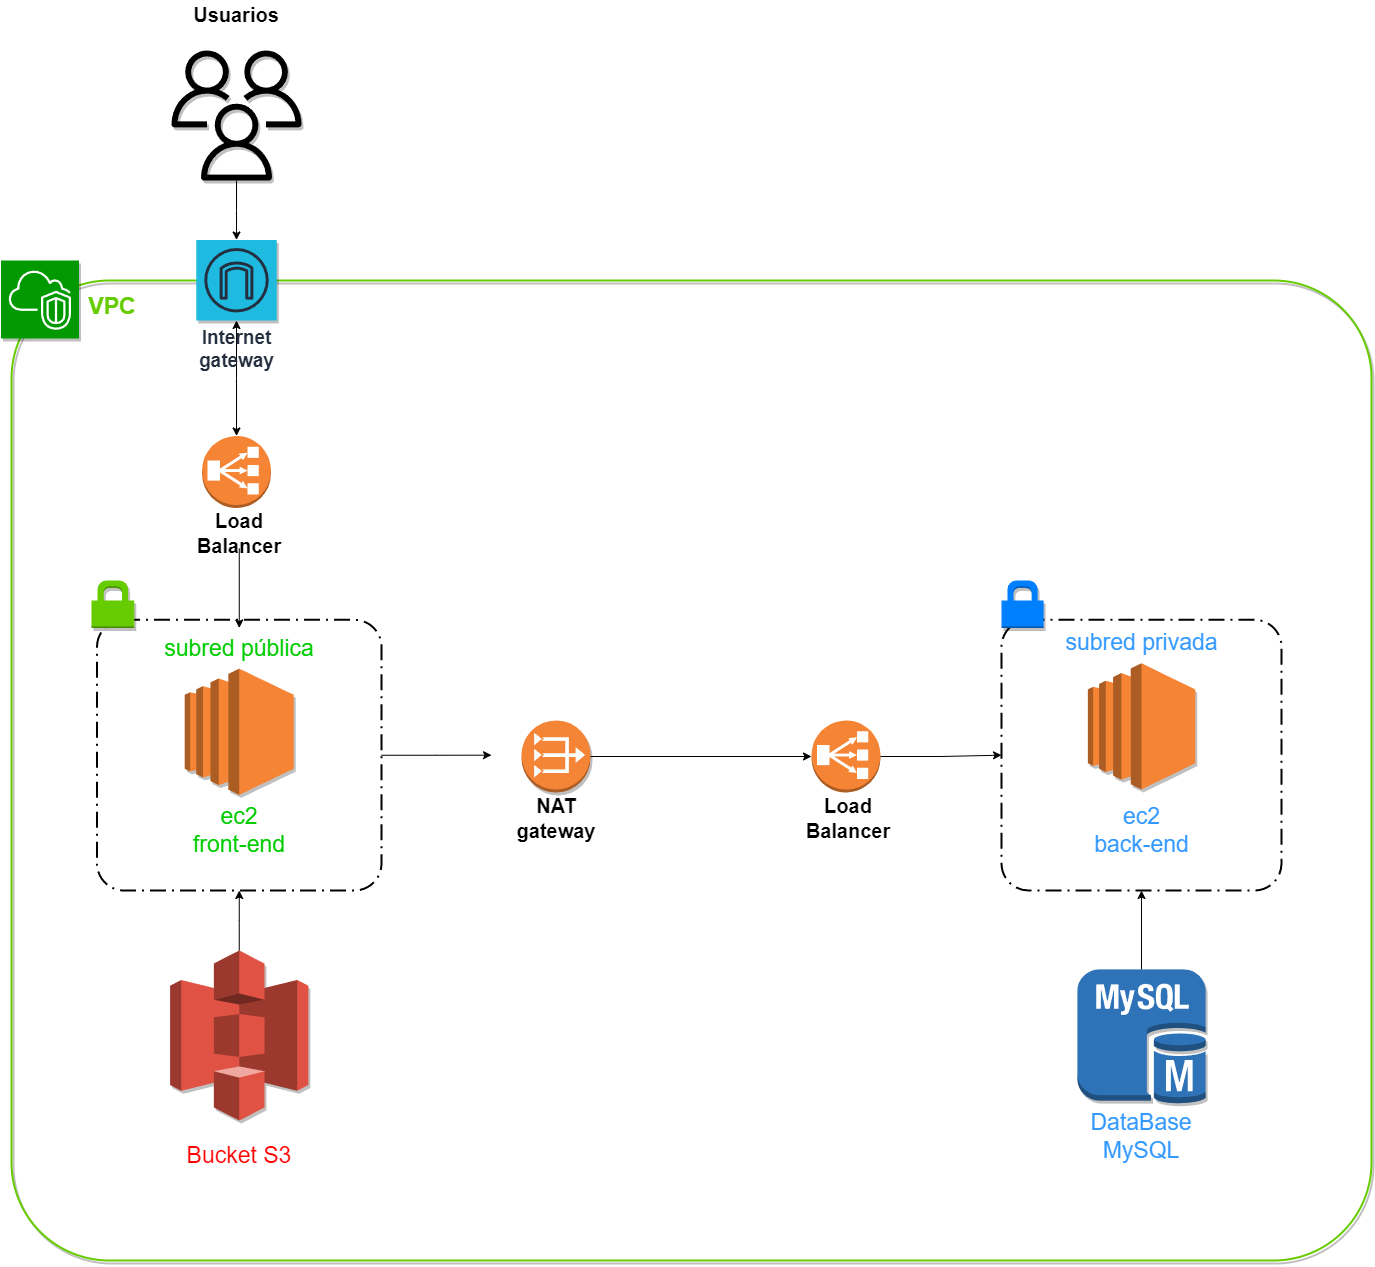 Usuarios
VPC
Internet
gateway
Load
Balancer
subred pública
ec2
front-end
NAT
gateway
Load
Balancer
subred privada
ec2
back-end
Bucket S3
MySQL
M
DataBase
MySQL